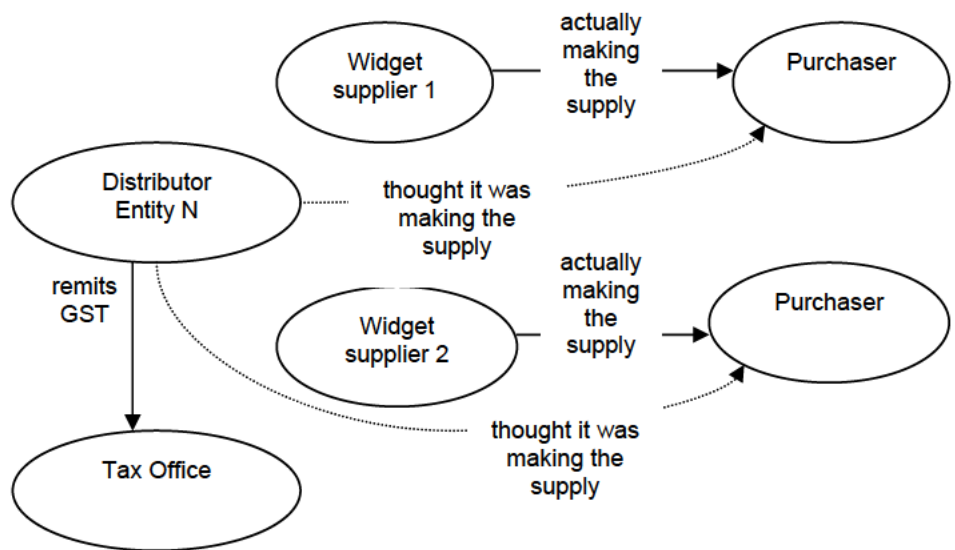 Widget
supplier 1
actually
making
the
supply
Purchaser
Distributor
Entity N
thought it was
making the
supply
remits
GST
Widget
supplier 2
actually
making
the
supply
Purchaser
thought it was
making the
supply
Tax Office